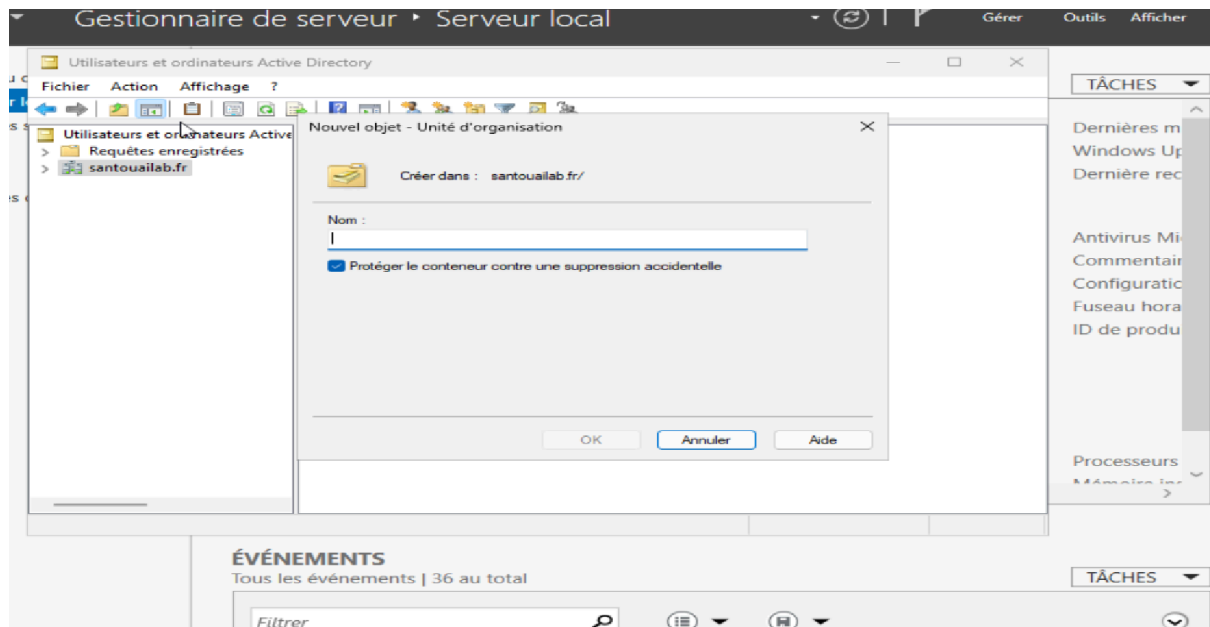 Gestionnaire de serveur ‣ Serveur local
Gérer Outils Afficher
Utilisateurs et ordinateurs Active Directory
TÂCHES
Fichier Action Affichage ?
Utilisateurs et ordinateurs Active
Requêtes enregistrées
santouailab.fr
Nouvel objet - Unité d'organisation
Créer dans : santouailab.fr/
Nom :
Protéger le conteneur contre une suppression accidentelle
OK Annuler Aide
Dernières m
Windows Up
Dernière rec
Antivirus Mi
Commentair
Configuratio
Fuseau hora
ID de produ
Processeurs
ÉVÉNEMENTS
Tous les événements | 36 au total
TÂCHES
Filtrer